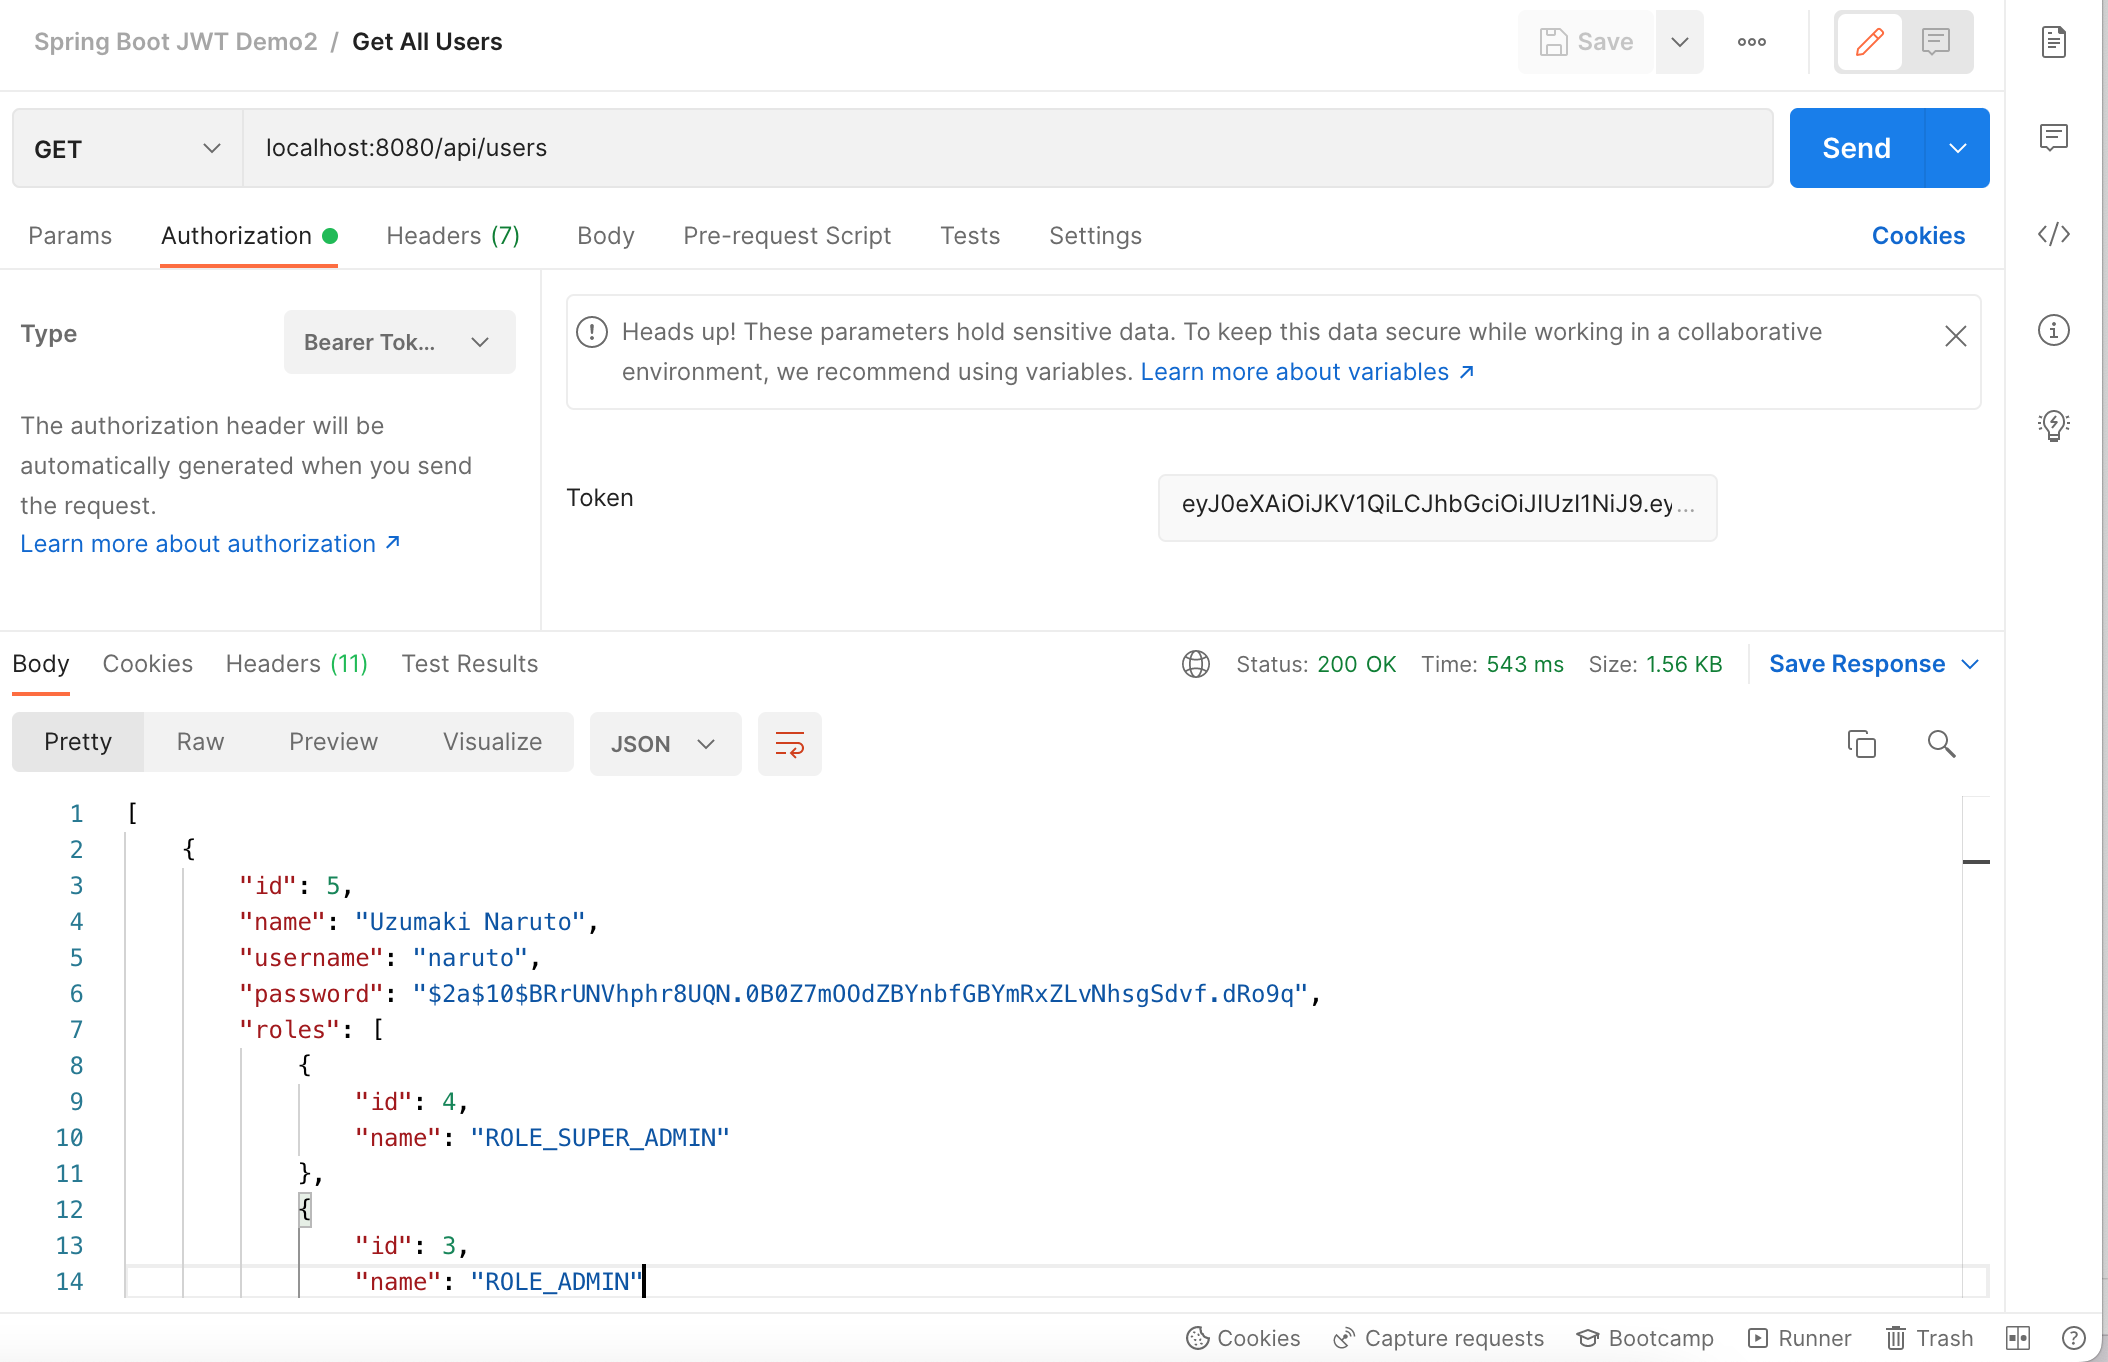 Spring Boot JWT Demo2 / Get All Users
Save
GET
localhost:8080/api/users
Send
Params Authorization Headers (7) Body Pre-request Script Tests Settings Cookies
Type
Bearer Tok...
The authorization header will be
automatically generated when you send
the request.
Learn more about authorization ↗
Heads up! These parameters hold sensitive data. To keep this data secure while working in a collaborative
environment, we recommend using variables. Learn more about variables ↗
Token
eyJ0eXAiOiJKV1QiLCJhbGciOiJIUzI1NiJ9.ey...
Body Cookies Headers (11) Test Results Status: 200 OK Time: 543 ms Size: 1.56 KB Save Response
Pretty Raw Preview Visualize JSON
1 [
2 {
3 "id": 5,
4 "name": "Uzumaki Naruto",
5 "username": "naruto",
6 "password": "$2a$10$BRrUNVhphr8UQN.0B0Z7mOOdZBYnbfGBYmRxZLvNhsgSdvf.dRo9q",
7 "roles": [
8 {
9 "id": 4,
10 "name": "ROLE_SUPER_ADMIN"
11 },
12 {
13 "id": 3,
14 "name": "ROLE_ADMIN"
Cookies Capture requests Bootcamp Runner Trash